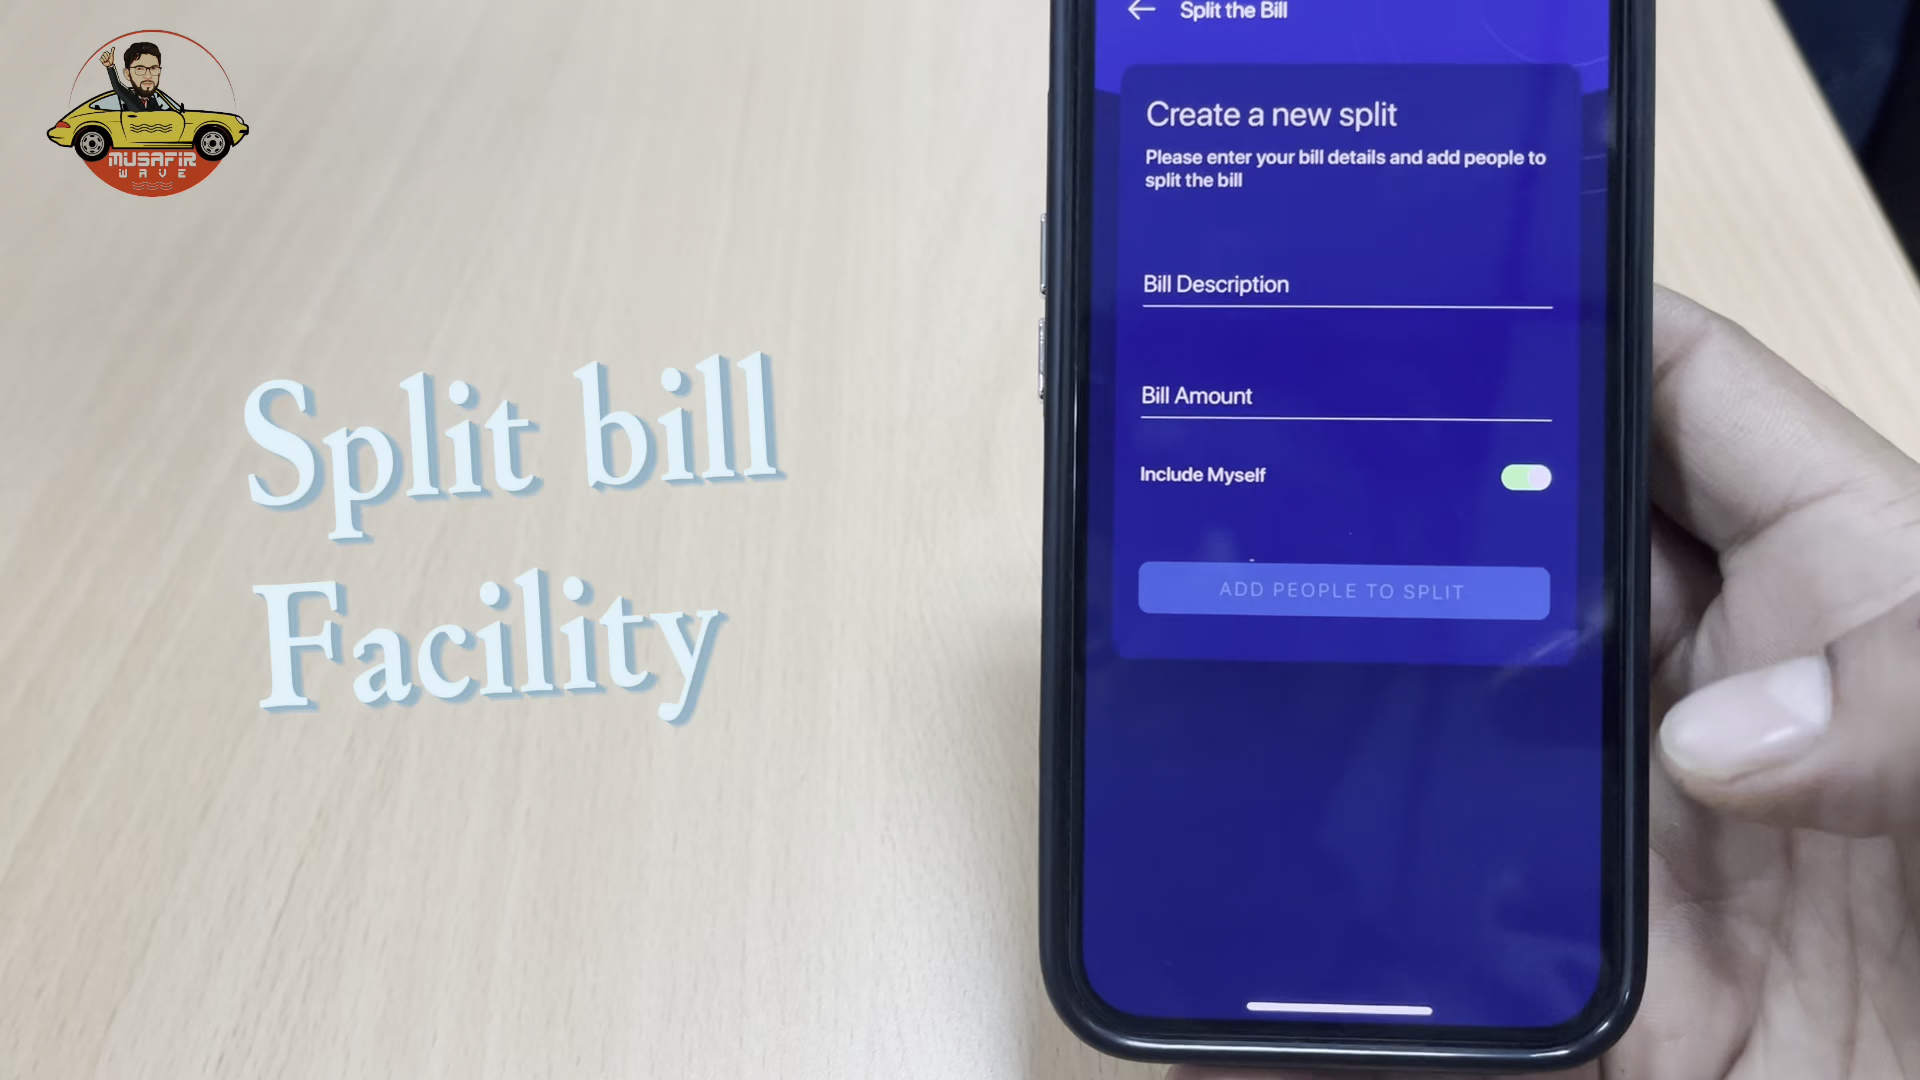 MUSAFIR
WAVE
Split bill
Facility
Split the Bill
Create a new split
Please enter your bill details and add people to
split the bill
Bill Description
Bill Amount
Include Myself
ADD PEOPLE TO SPLIT